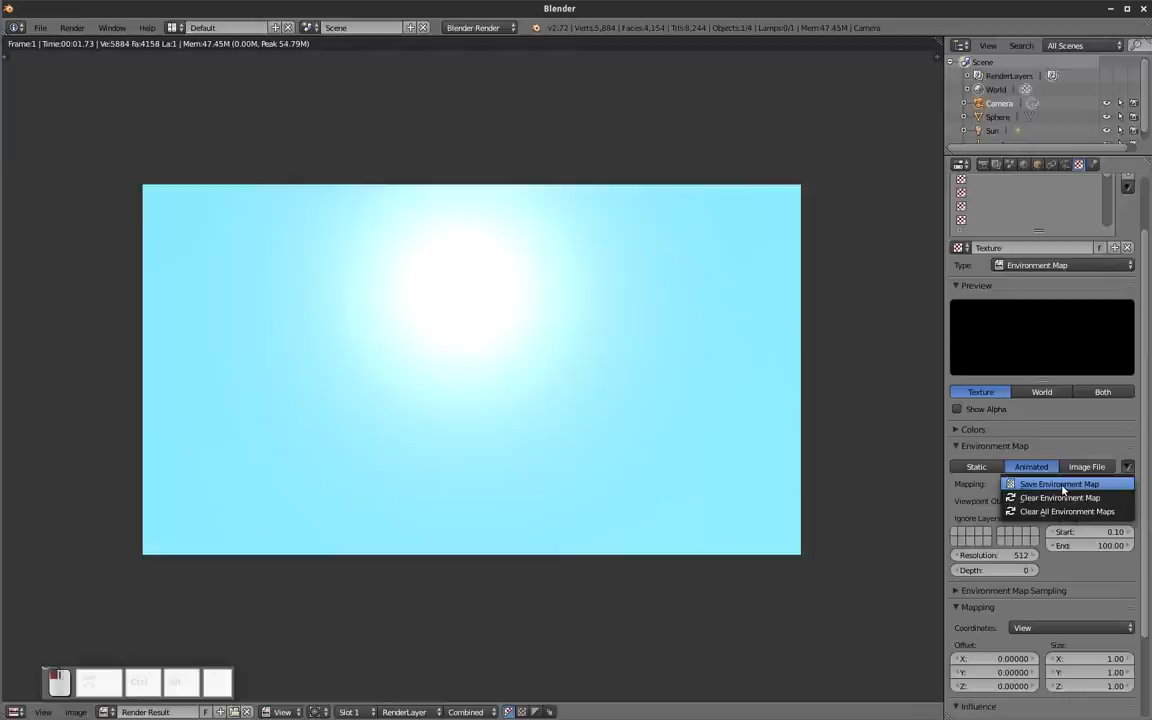 Blender
File Render Window Help Default Scene Blender Render v2.72 | Verts:5,884 | Faces:4,154 | Tris:8,244 | Objects:1/4 | Lamps:0/1 | Mem:47.45M | Camera
Frame:1 | Time:00:01.73 | Ve:5884 Fa:4158 La:1 | Mem:47.45M (0.00M, Peak 54.79M)
View Search All Scenes
Scene
RenderLayers
World
Camera
Sphere
Sun
Texture F
Type: Environment Map
Preview
Texture World Both
Show Alpha
Colors
Environment Map
Static Animated Image File
Mapping: Save Environment Map
Clear Environment Map
Viewpoint Ob
Clear All Environment Maps
Ignore Layers
Start: 0.10
End: 100.00
Resolution: 512
Depth: 0
Environment Map Sampling
Mapping
Coordinates: View
Offset: Size:
X: 0.00000 X: 1.00
Y: 0.00000 Y: 1.00
Z: 0.00000 Z: 1.00
Ctrl Alt
Influence
View Image Render Result F View Slot 1 RenderLayer Combined